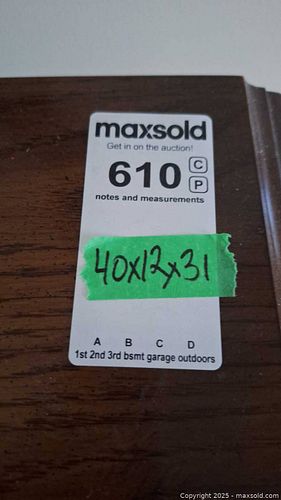 maxsold
Get in on the auction!
610 C
P
notes and measurements
40x12x31
A B C D
1st 2nd 3rd bsmt garage outdoors
Copyright 2025 - maxsold.com